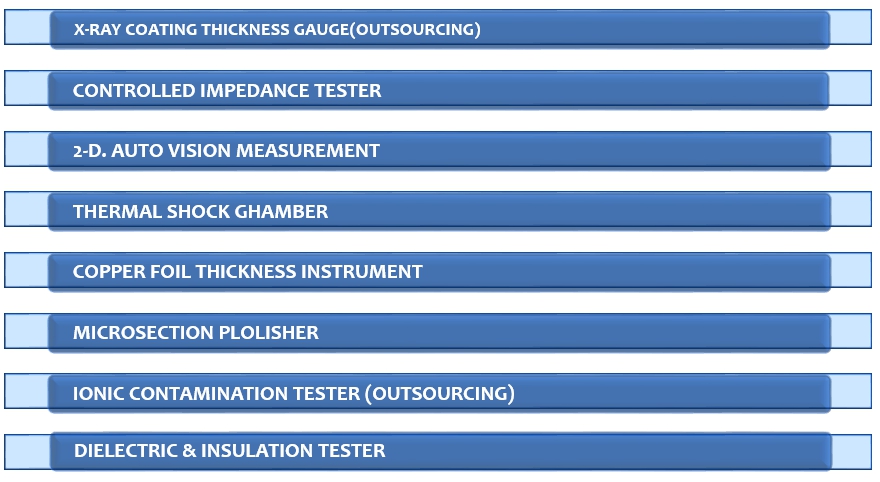 X-RAY COATING THICKNESS GAUGE(OUTSOURCING)
CONTROLLED IMPEDANCE TESTER
2-D. AUTO VISION MEASUREMENT
THERMAL SHOCK GHAMBER
COPPER FOIL THICKNESS INSTRUMENT
MICROSECTION PLOLISHER
IONIC CONTAMINATION TESTER (OUTSOURCING)
DIELECTRIC & INSULATION TESTER